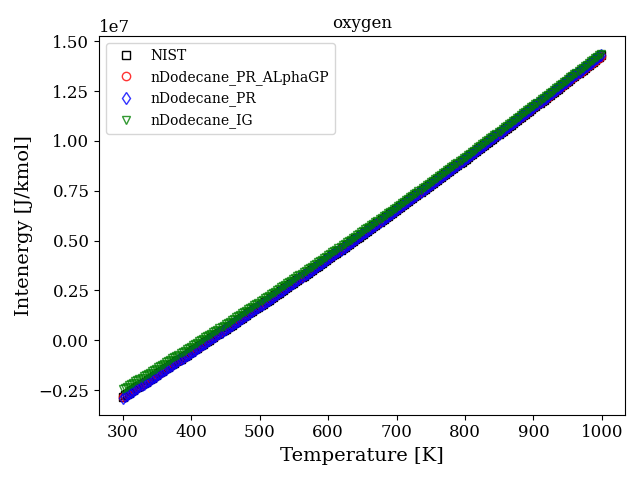 oxygen
1e7
1.50
1.25
1.00
0.75
0.50
0.25
0.00
−0.25
Intenergy [J/kmol]
NIST
nDodecane_PR_ALphaGP
nDodecane_PR
nDodecane_IG
300 400 500 600 700 800 900 1000
Temperature [K]